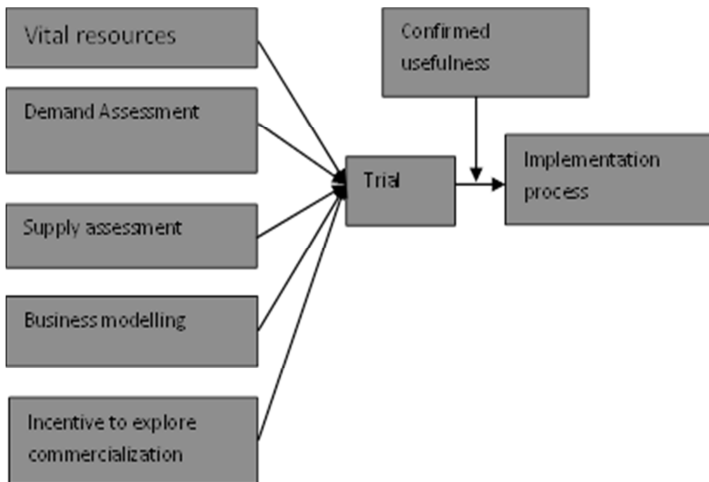 Vital resources
Demand Assessment
Supply assessment
Business modelling
Incentive to explore
commercialization
Trial
Confirmed
usefulness
Implementation
process